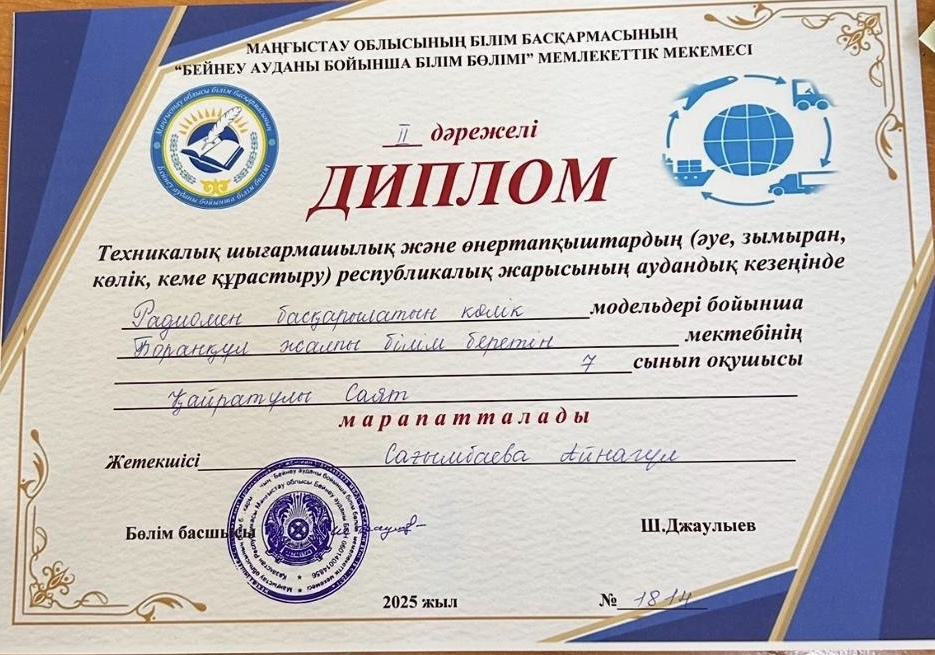 МАҢҒЫСТАУ ОБЛЫСЫНЫҢ БІЛІМ БАСҚАРМАСЫНЫҢ
“БЕЙНЕУ АУДАНЫ БОЙЫНША БІЛІМ БӨЛІМІ” МЕМЛЕКЕТТІК МЕКЕМЕСІ
II дәрежелі
ДИПЛОМ
Техникалық шығармашылық және өнертапқыштардың (әуе, зымыран,
көлік, кеме құрастыру) республикалық жарысының аудандық кезеңінде
Радиомен басқарылатын көлік модельдері бойынша
Боранқұл жалпы білім беретін мектебінің
7 сынып оқушысы
Қайратұлы Саят
марапатталады
Жетекшісі Сағымбаева Айнагүл
Бөлім басшысы Ш.Джаулыев
2025 жыл №1814